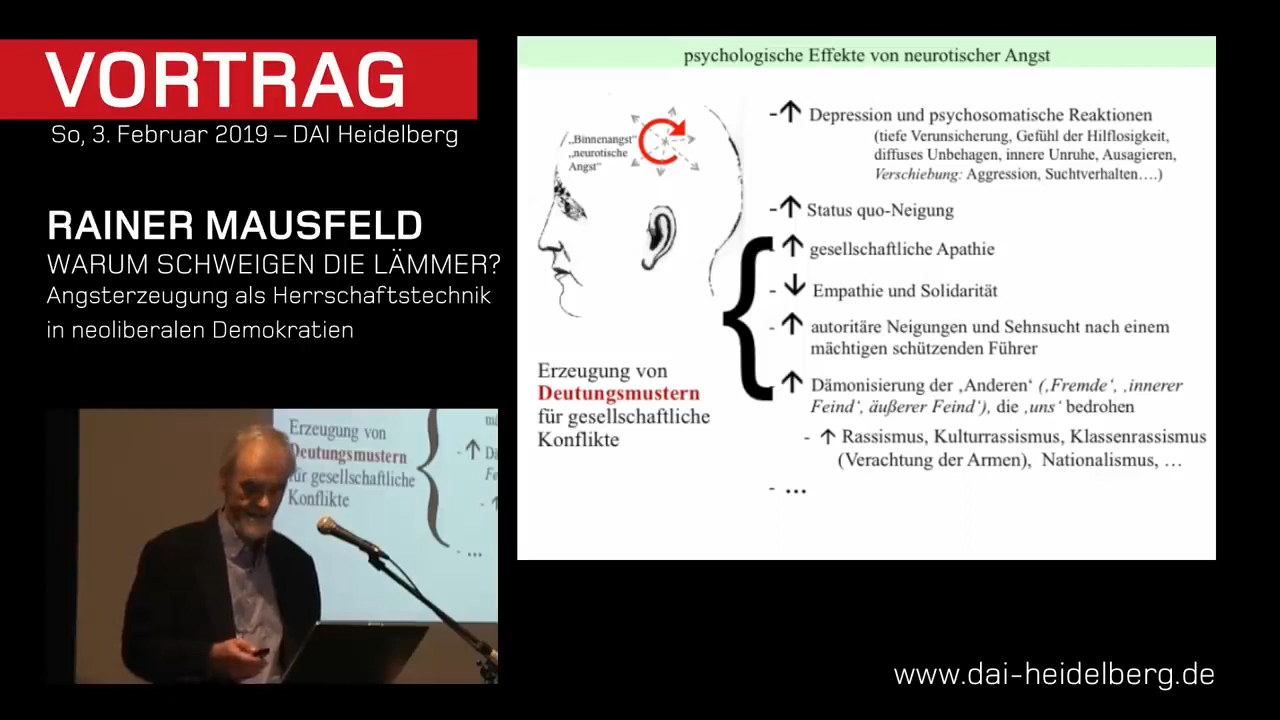 VORTRAG
So, 3. Februar 2019 – DAI Heidelberg
RAINER MAUSFELD
WARUM SCHWEIGEN DIE LÄMMER?
Angsterzeugung als Herrschaftstechnik
in neoliberalen Demokratien
psychologische Effekte von neurotischer Angst
„Binnenangst“
„neurotische
Angst“
Erzeugung von
Deutungsmustern
für gesellschaftliche
Konflikte
-↑ Depression und psychosomatische Reaktionen
(tiefe Verunsicherung, Gefühl der Hilflosigkeit,
diffuses Unbehagen, innere Unruhe, Ausagieren,
Verschiebung: Aggression, Suchtverhalten….)
-↑ Status quo-Neigung
- ↑ gesellschaftliche Apathie
- ↓ Empathie und Solidarität
- ↑ autoritäre Neigungen und Sehnsucht nach einem
mächtigen schützenden Führer
- ↑ Dämonisierung der ‚Anderen‘ (‚Fremde‘, ‚innerer
Feind‘, äußerer Feind‘), die ‚uns‘ bedrohen
- ↑ Rassismus, Kulturrassismus, Klassenrassismus
(Verachtung der Armen), Nationalismus, …
- …
Erzeugung von
Deutungsmustern
für gesellschaftliche
Konflikte
- ↑ Da
Fe
- ↑
- …
www.dai-heidelberg.de